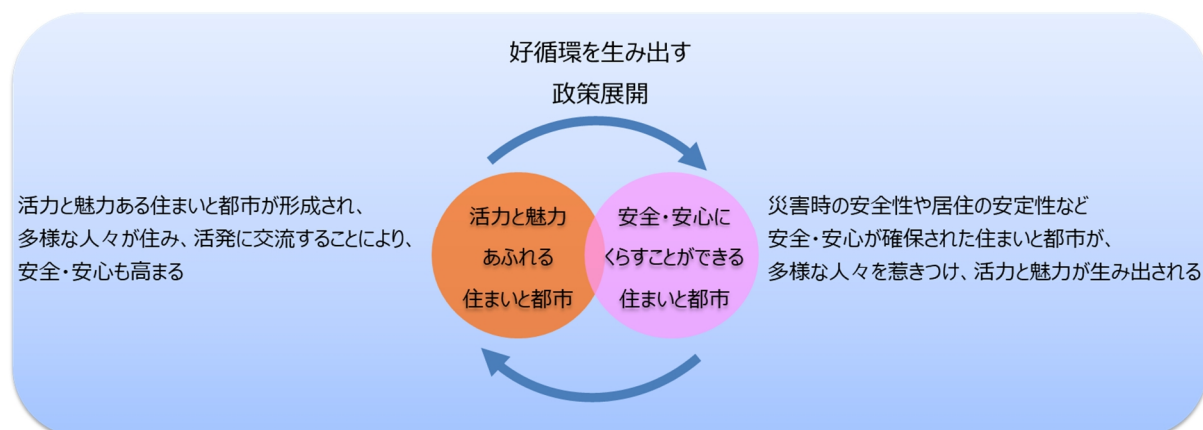 好循環を生み出す
政策展開
活力と魅力ある住まいと都市が形成され、
多様な人々が住み、活発に交流することにより、
安全・安心も高まる
活力と魅力
あふれる
住まいと都市
安全・安心に
くらすことができる
住まいと都市
災害時の安全性や居住の安定性など
安全・安心が確保された住まいと都市が、
多様な人々を惹きつけ、活力と魅力が生み出される